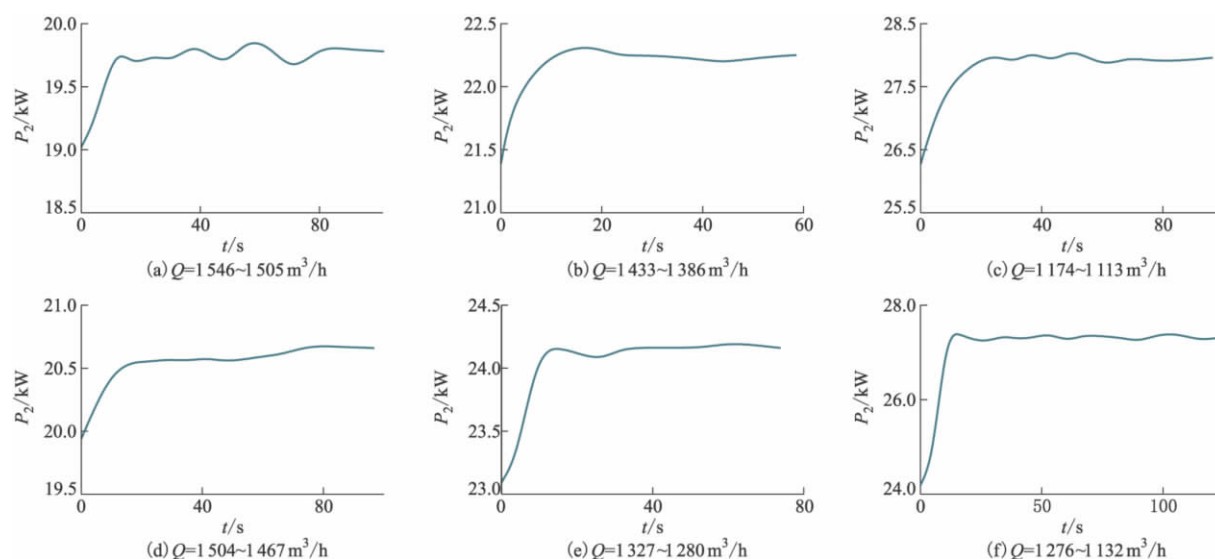 20.0
19.5
19.0
18.5
P₂/kW
0
40
80
t/s
(a) Q=1 546~1 505 m³/h
22.5
22.0
21.5
21.0
P₂/kW
0
20
40
60
t/s
(b) Q=1 433~1 386 m³/h
28.5
27.5
26.5
25.5
P₂/kW
0
40
80
t/s
(c) Q=1 174~1 113 m³/h
21.0
20.5
20.0
19.5
P₂/kW
0
40
80
t/s
(d) Q=1 504~1 467 m³/h
24.5
24.0
23.5
23.0
P₂/kW
0
40
80
t/s
(e) Q=1 327~1 280 m³/h
28.0
26.0
24.0
P₂/kW
0
50
100
t/s
(f) Q=1 276~1 132 m³/h